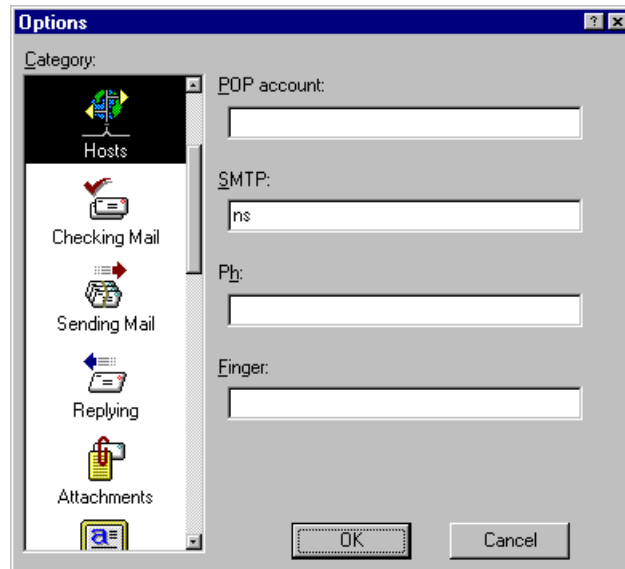 Options
Category:
Hosts
Checking Mail
Sending Mail
Replying
Attachments
POP account:
SMTP:
ns
Ph:
Finger:
OK
Cancel